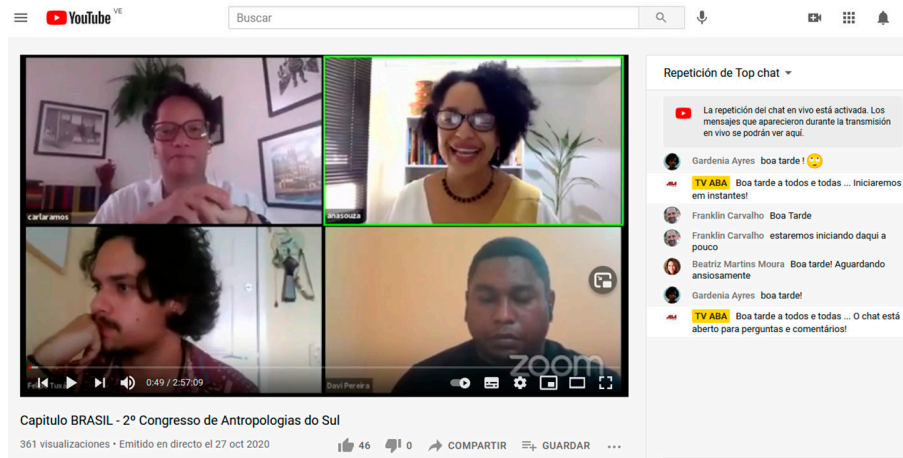 YouTube VE
Buscar
carlaramos
anasouza
Davi Pereira
zoom
0:49 / 2:57:09
Capitulo BRASIL - 2º Congresso de Antropologias do Sul
361 visualizaciones • Emitido en directo el 27 oct 2020
46
0
COMPARTIR
GUARDAR
Repetición de Top chat
La repetición del chat en vivo está activada. Los
mensajes que aparecieron durante la transmisión
en vivo se podrán ver aquí.
Gardenia Ayres boa tarde ! 🙄
TV ABA Boa tarde a todos e todas ... Iniciaremos
em instantes!
Franklin Carvalho Boa Tarde
Franklin Carvalho estaremos iniciando daqui a
pouco
Beatriz Martins Moura Boa tarde! Aguardando
ansiosamente
Gardenia Ayres boa tarde!
TV ABA Boa tarde a todos e todas ... O chat está
aberto para perguntas e comentários!